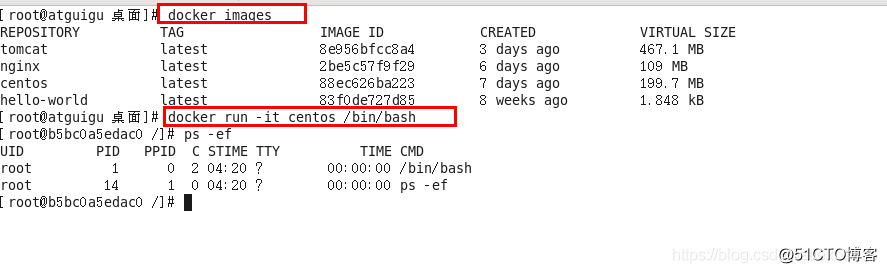 [root@atguigu 桌面]# docker images
REPOSITORY TAG IMAGE ID CREATED VIRTUAL SIZE
tomcat latest 8e956bfcc8a4 3 days ago 467.1 MB
nginx latest 2be5c57f9f29 6 days ago 109 MB
centos latest 88ec626ba223 7 days ago 199.7 MB
hello-world latest 83f0de727d85 8 weeks ago 1.848 kB
[root@atguigu 桌面]# docker run -it centos /bin/bash
[root@b5bc0a5edac0 /]# ps -ef
UID PID PPID C STIME TTY TIME CMD
root 1 0 2 04:20 ? 00:00:00 /bin/bash
root 14 1 0 04:20 ? 00:00:00 ps -ef
[root@b5bc0a5edac0 /]#
https://blog.csd
@51CTO博客